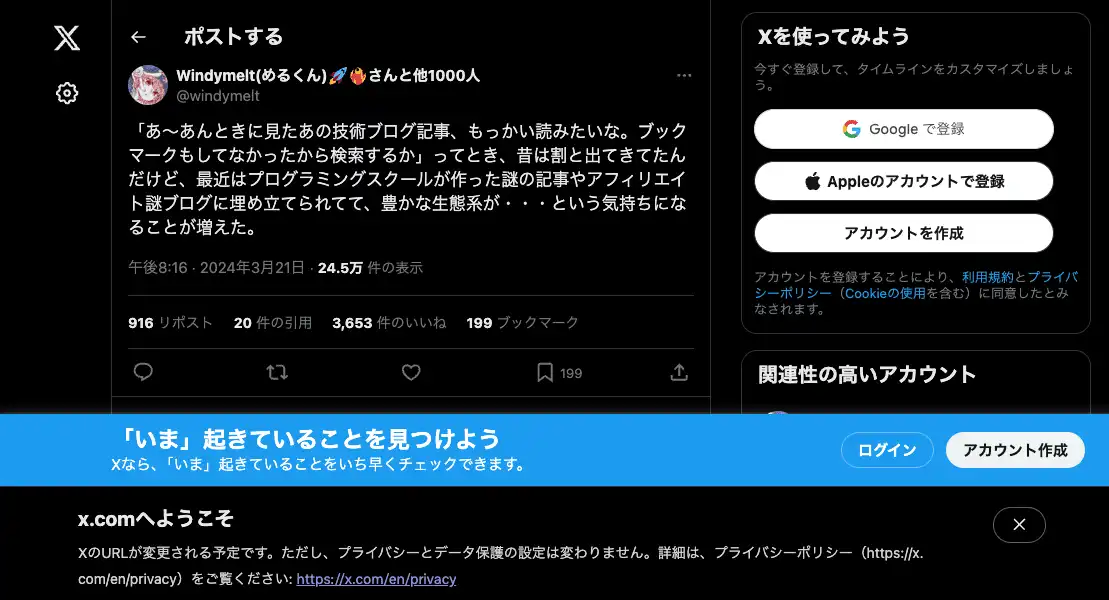 ポストする
Windymelt(めるくん)🚀❤️‍🔥さんと他1000人
@windymelt
「あ〜あんときに見たあの技術ブログ記事、もっかい読みたいな。ブック
マークもしてなかったから検索するか」ってとき、昔は割と出てきてたん
だけど、最近はプログラミングスクールが作った謎の記事やアフィリエイ
ト謎ブログに埋め立てられてて、豊かな生態系が・・・という気持ちにな
ることが増えた。
午後8:16 · 2024年3月21日 · 24.5万 件の表示
916 リポスト 20 件の引用 3,653 件のいいね 199 ブックマーク
199
Xを使ってみよう
今すぐ登録して、タイムラインをカスタマイズしましょ
う。
Google で登録
Appleのアカウントで登録
アカウントを作成
アカウントを登録することにより、利用規約とプライバ
シーポリシー（Cookieの使用を含む）に同意したとみ
なされます。
関連性の高いアカウント
「いま」起きていることを見つけよう
Xなら、「いま」起きていることをいち早くチェックできます。
ログイン
アカウント作成
x.comへようこそ
XのURLが変更される予定です。ただし、プライバシーとデータ保護の設定は変わりません。詳細は、プライバシーポリシー（https://x.
com/en/privacy）をご覧ください: https://x.com/en/privacy